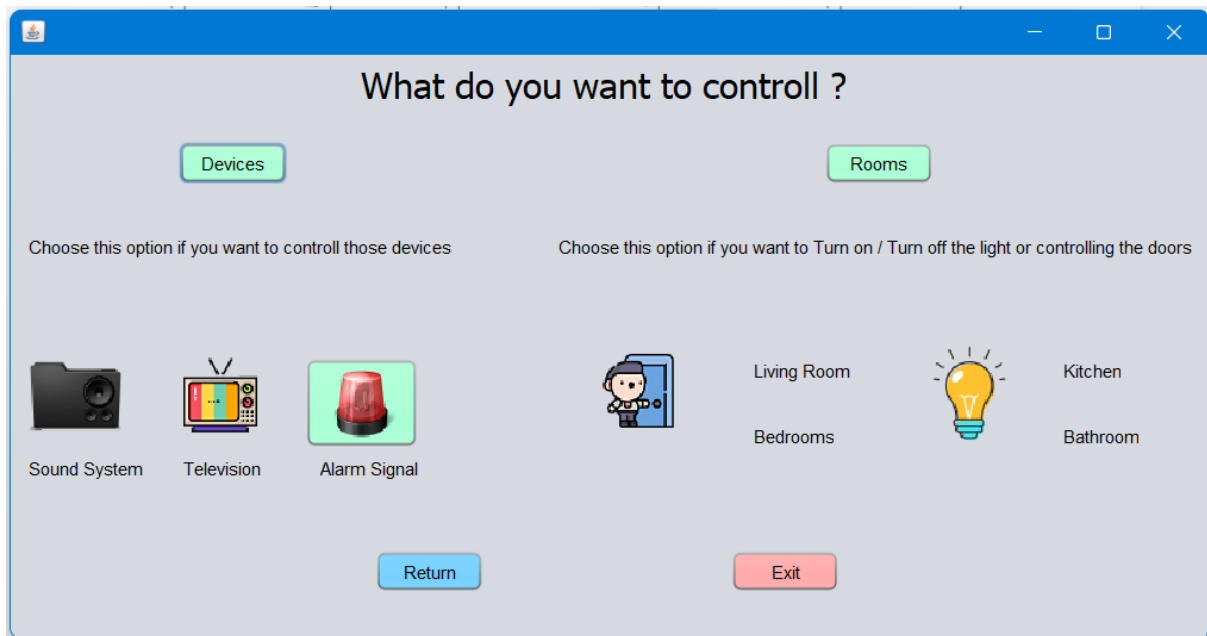 What do you want to controll ?
Devices
Rooms
Choose this option if you want to controll those devices
Choose this option if you want to Turn on / Turn off the light or controlling the doors
Living Room
Kitchen
Bedrooms
Bathroom
Sound System
Television
Alarm Signal
Return
Exit